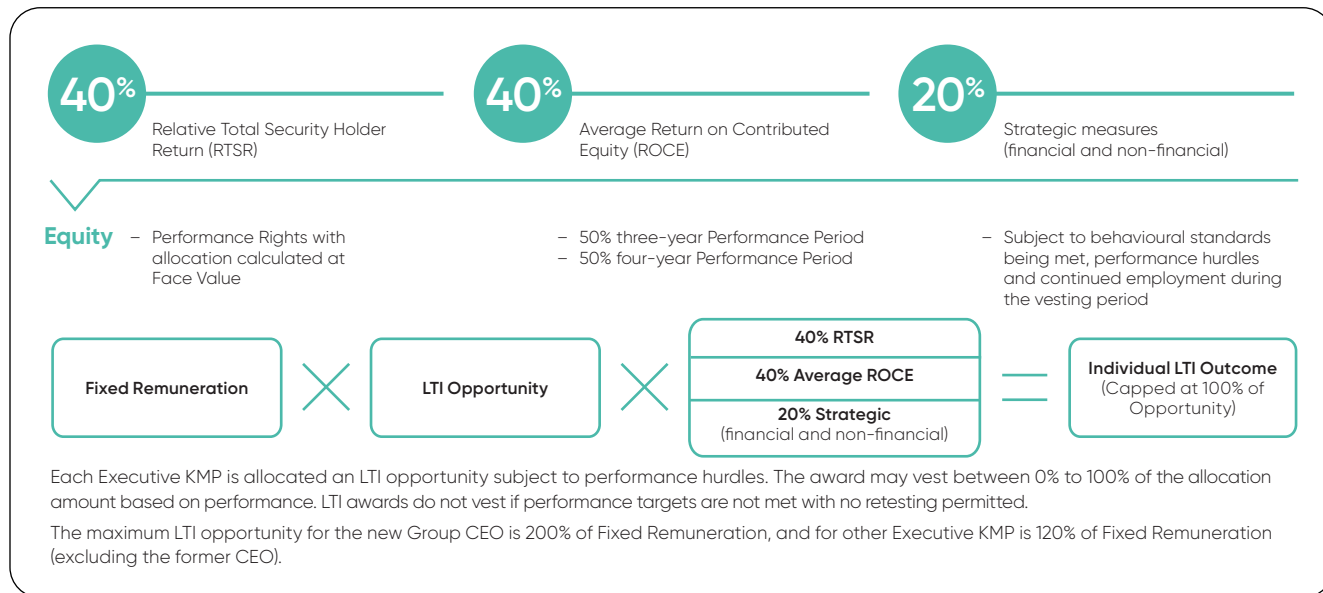 40%
Relative Total Security Holder
Return (RTSR)
40%
Average Return on Contributed
Equity (ROCE)
20%
Strategic measures
(financial and non-financial)
Equity
– Performance Rights with
allocation calculated at
Face Value
– 50% three-year Performance Period
– 50% four-year Performance Period
– Subject to behavioural standards
being met, performance hurdles
and continued employment during
the vesting period
Fixed Remuneration
LTI Opportunity
40% RTSR
40% Average ROCE
20% Strategic
(financial and non-financial)
Individual LTI Outcome
(Capped at 100% of
Opportunity)
Each Executive KMP is allocated an LTI opportunity subject to performance hurdles. The award may vest between 0% to 100% of the allocation
amount based on performance. LTI awards do not vest if performance targets are not met with no retesting permitted.
The maximum LTI opportunity for the new Group CEO is 200% of Fixed Remuneration, and for other Executive KMP is 120% of Fixed Remuneration
(excluding the former CEO).